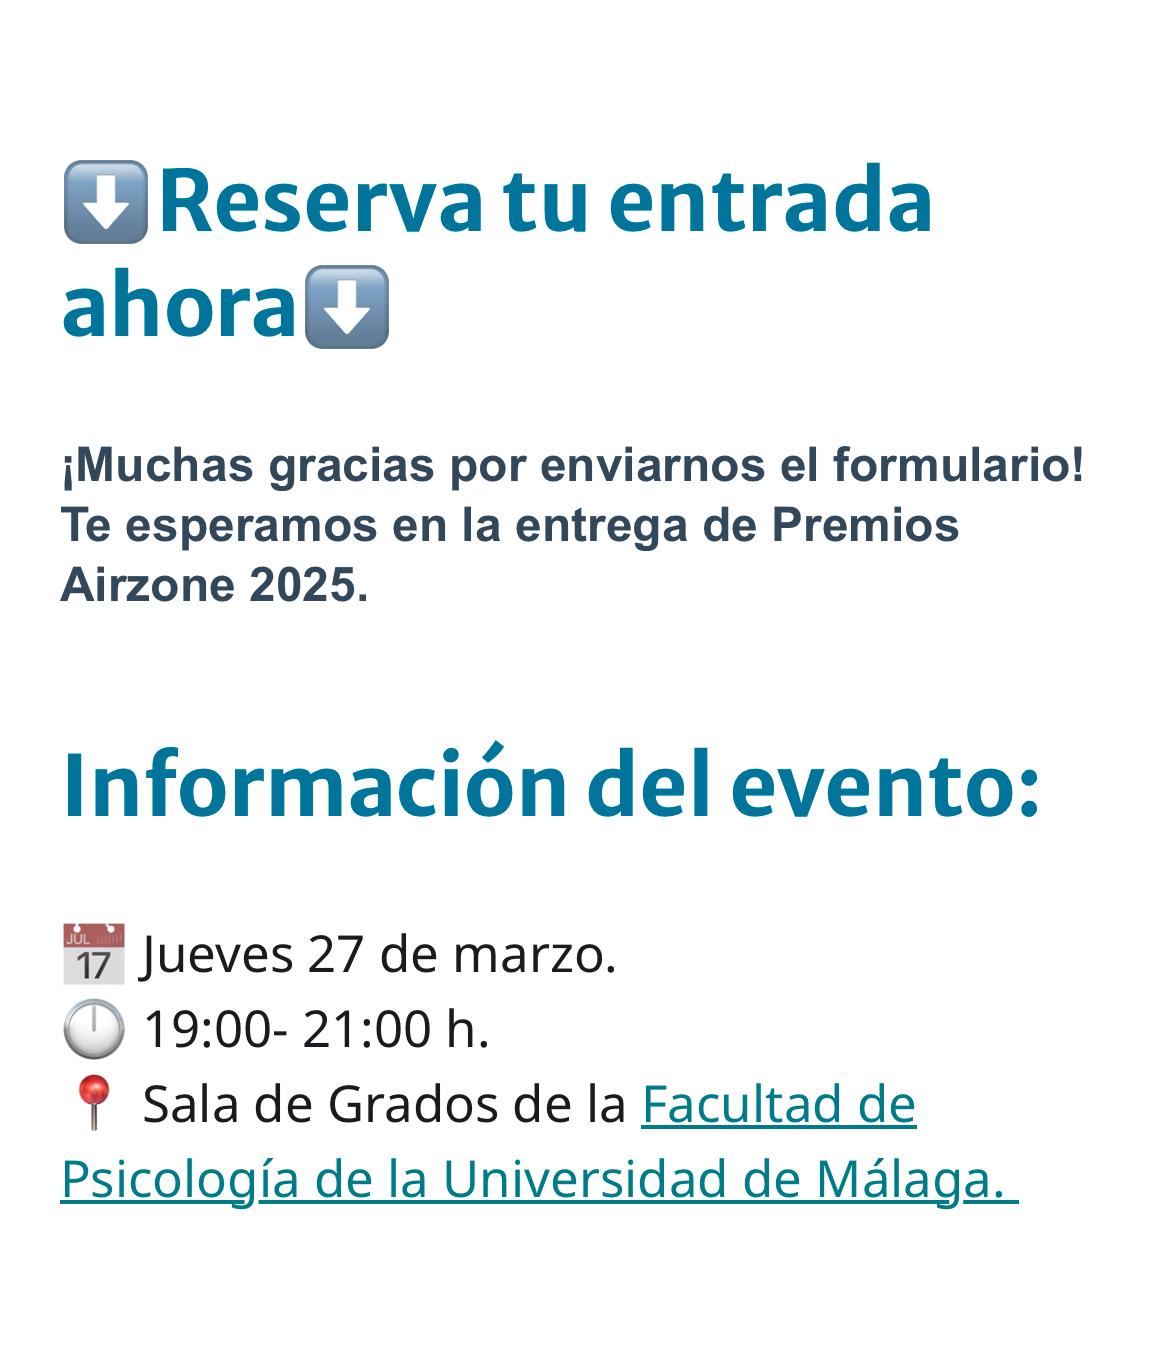 ⬇️Reserva tu entrada
ahora⬇️
¡Muchas gracias por enviarnos el formulario!
Te esperamos en la entrega de Premios
Airzone 2025.
Información del evento:
📅 Jueves 27 de marzo.
🕛 19:00- 21:00 h.
📍 Sala de Grados de la Facultad de
Psicología de la Universidad de Málaga.